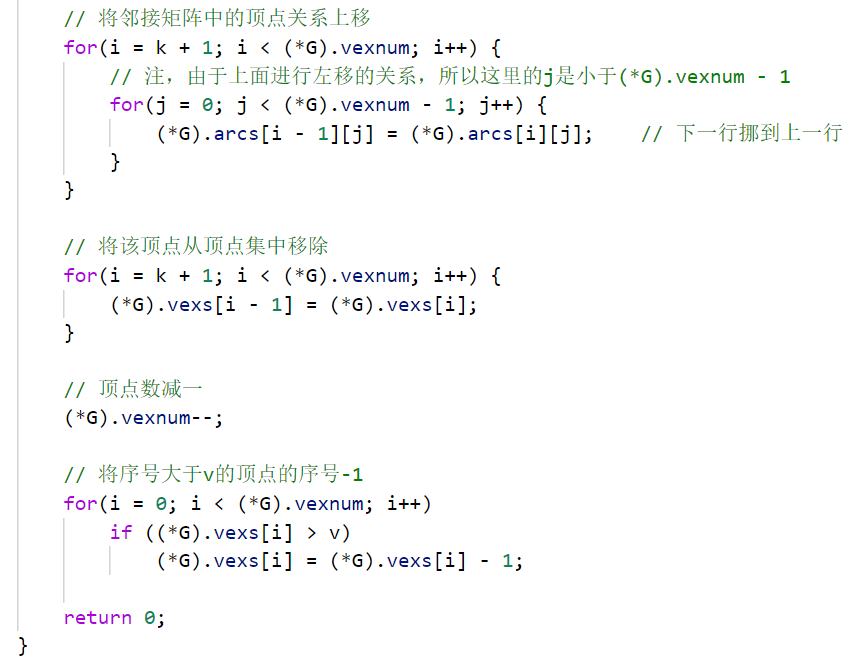 // 将邻接矩阵中的顶点关系上移
for(i = k + 1; i < (*G).vexnum; i++) {
// 注，由于上面进行左移的关系，所以这里的j是小于(*G).vexnum - 1
for(j = 0; j < (*G).vexnum - 1; j++) {
(*G).arcs[i - 1][j] = (*G).arcs[i][j];    // 下一行挪到上一行
}
}
// 将该顶点从顶点集中移除
for(i = k + 1; i < (*G).vexnum; i++) {
(*G).vexs[i - 1] = (*G).vexs[i];
}
// 顶点数减一
(*G).vexnum--;
// 将序号大于v的顶点的序号-1
for(i = 0; i < (*G).vexnum; i++)
if ((*G).vexs[i] > v)
(*G).vexs[i] = (*G).vexs[i] - 1;
return 0;
}